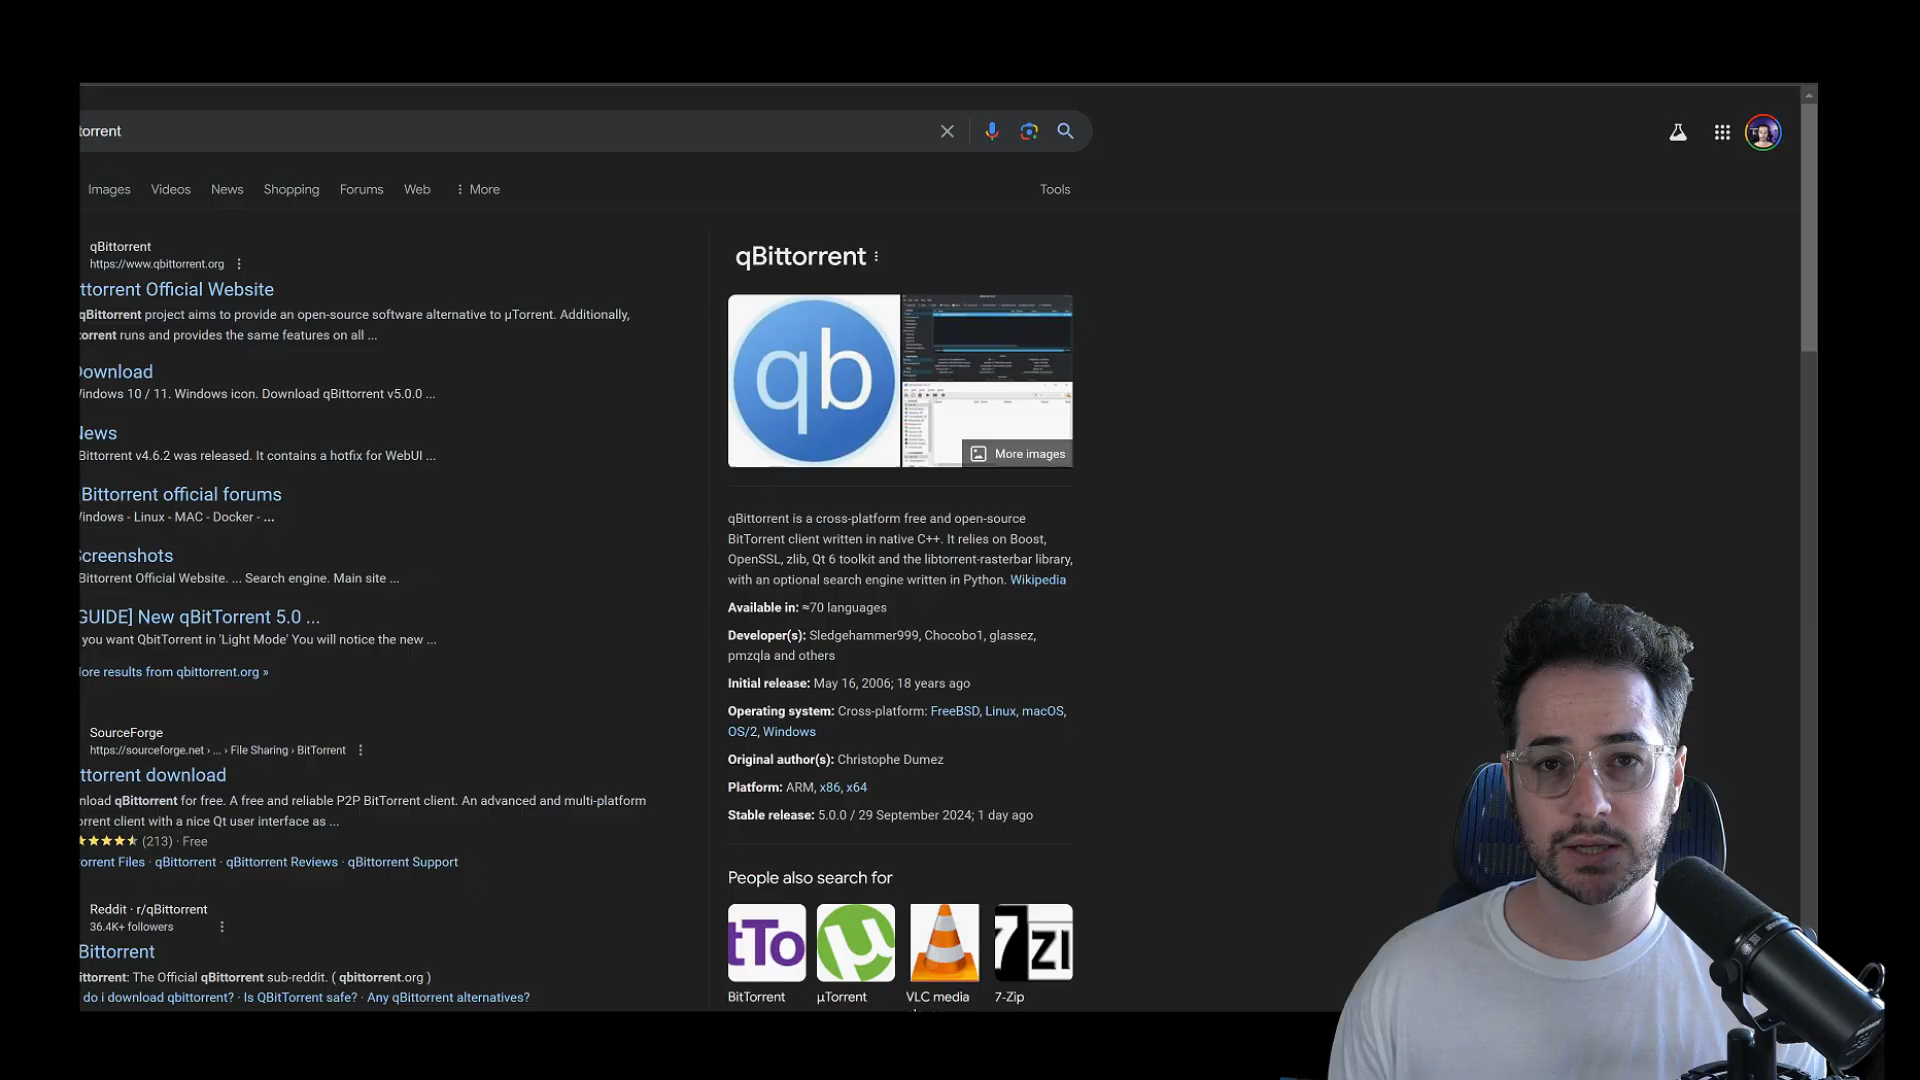 torrent
Images Videos News Shopping Forums Web More Tools
qBittorrent
https://www.qbittorrent.org
ttorrent Official Website
qBittorrent project aims to provide an open-source software alternative to µTorrent. Additionally,
orrent runs and provides the same features on all ...
Download
Windows 10 / 11. Windows icon. Download qBittorrent v5.0.0 ...
News
Bittorrent v4.6.2 was released. It contains a hotfix for WebUI ...
Bittorrent official forums
Windows - Linux - MAC - Docker - ...
Screenshots
Bittorrent Official Website. ... Search engine. Main site ...
GUIDE] New qBitTorrent 5.0 ...
you want QbitTorrent in 'Light Mode' You will notice the new ...
More results from qbittorrent.org »
SourceForge
https://sourceforge.net › ... › File Sharing › BitTorrent
ttorrent download
nload qBittorrent for free. A free and reliable P2P BitTorrent client. An advanced and multi-platform
orrent client with a nice Qt user interface as ...
(213) · Free
orrent Files · qBittorrent · qBittorrent Reviews · qBittorrent Support
Reddit · r/qBittorrent
36.4K+ followers
Bittorrent
ittorrent: The Official qBittorrent sub-reddit. ( qbittorrent.org )
do i download qbittorrent? · Is QBitTorrent safe? · Any qBittorrent alternatives?
qBittorrent
qb
More images
qBittorrent is a cross-platform free and open-source
BitTorrent client written in native C++. It relies on Boost,
OpenSSL, zlib, Qt 6 toolkit and the libtorrent-rasterbar library,
with an optional search engine written in Python. Wikipedia
Available in: ≈70 languages
Developer(s): Sledgehammer999, Chocobo1, glassez,
pmzqla and others
Initial release: May 16, 2006; 18 years ago
Operating system: Cross-platform: FreeBSD, Linux, macOS,
OS/2, Windows
Original author(s): Christophe Dumez
Platform: ARM, x86, x64
Stable release: 5.0.0 / 29 September 2024; 1 day ago
People also search for
tTo
µ
7 ZI
BitTorrent
µTorrent
VLC media
7-Zip